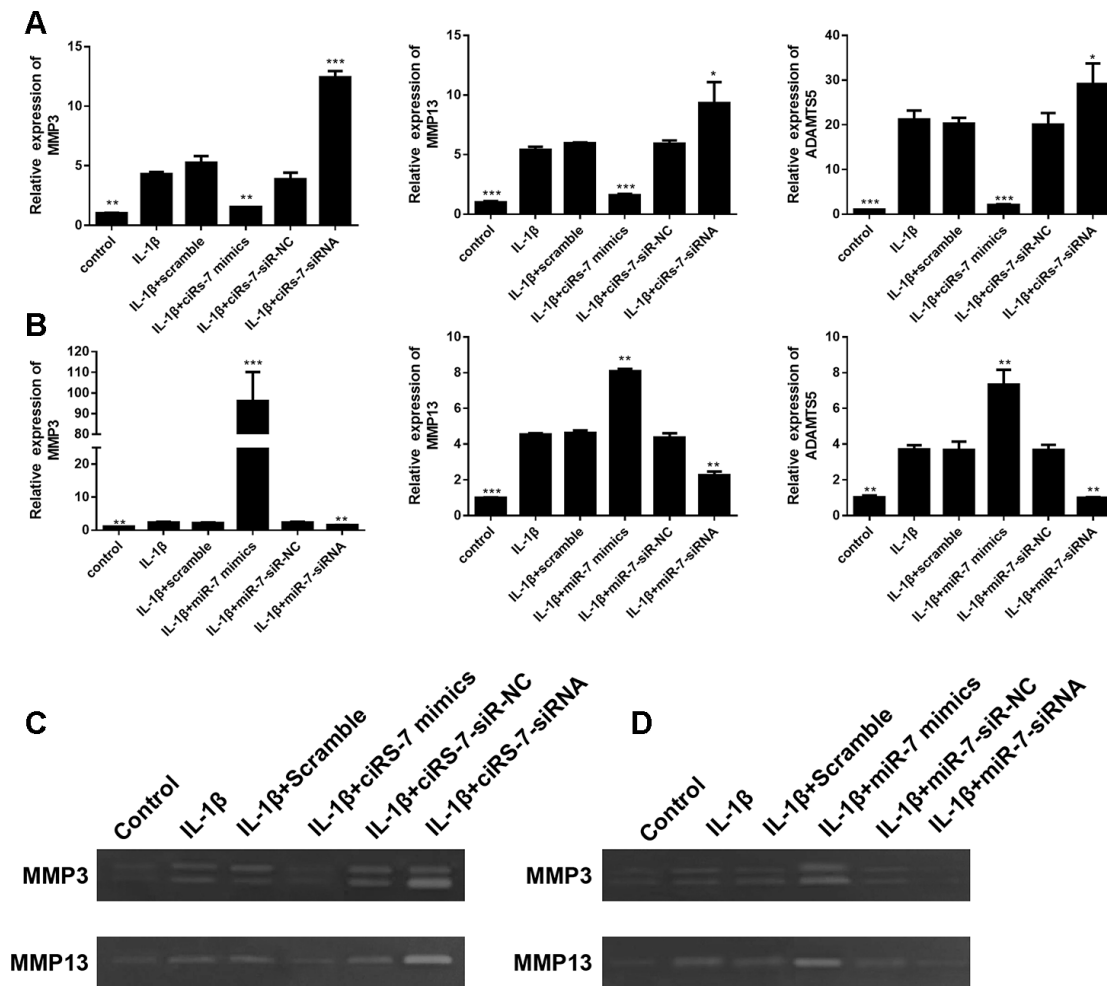 A
Relative expression of
MMP3
15
10
5
0
**
**
***
control
IL-1β
IL-1β+scramble
IL-1β+ciRs-7 mimics
IL-1β+ciRs-7-siR-NC
IL-1β+ciRs-7-siRNA
Relative expression of
MMP13
15
10
5
0
***
***
*
control
IL-1β
IL-1β+scramble
IL-1β+ciRs-7 mimics
IL-1β+ciRs-7-siR-NC
IL-1β+ciRs-7-siRNA
Relative expression of
ADAMTS5
40
30
20
10
0
***
***
*
control
IL-1β
IL-1β+scramble
IL-1β+ciRs-7 mimics
IL-1β+ciRs-7-siR-NC
IL-1β+ciRs-7-siRNA
B
Relative expression of
MMP3
120
110
100
90
80
70
20
10
0
**
***
**
control
IL-1β
IL-1β+scramble
IL-1β+miR-7 mimics
IL-1β+miR-7-siR-NC
IL-1β+miR-7-siRNA
Relative expression of
MMP13
10
8
6
4
2
0
***
**
**
control
IL-1β
IL-1β+scramble
IL-1β+miR-7 mimics
IL-1β+miR-7-siR-NC
IL-1β+miR-7-siRNA
Relative expression of
ADAMTS5
10
8
6
4
2
0
**
**
**
control
IL-1β
IL-1β+scramble
IL-1β+miR-7 mimics
IL-1β+miR-7-siR-NC
IL-1β+miR-7-siRNA
C
Control
IL-1β
IL-1β+Scramble
IL-1β+ciRS-7 mimics
IL-1β+ciRS-7-siR-NC
IL-1β+ciRS-7-siRNA
MMP3
MMP13
D
Control
IL-1β
IL-1β+Scramble
IL-1β+miR-7 mimics
IL-1β+miR-7-siR-NC
IL-1β+miR-7-siRNA
MMP3
MMP13